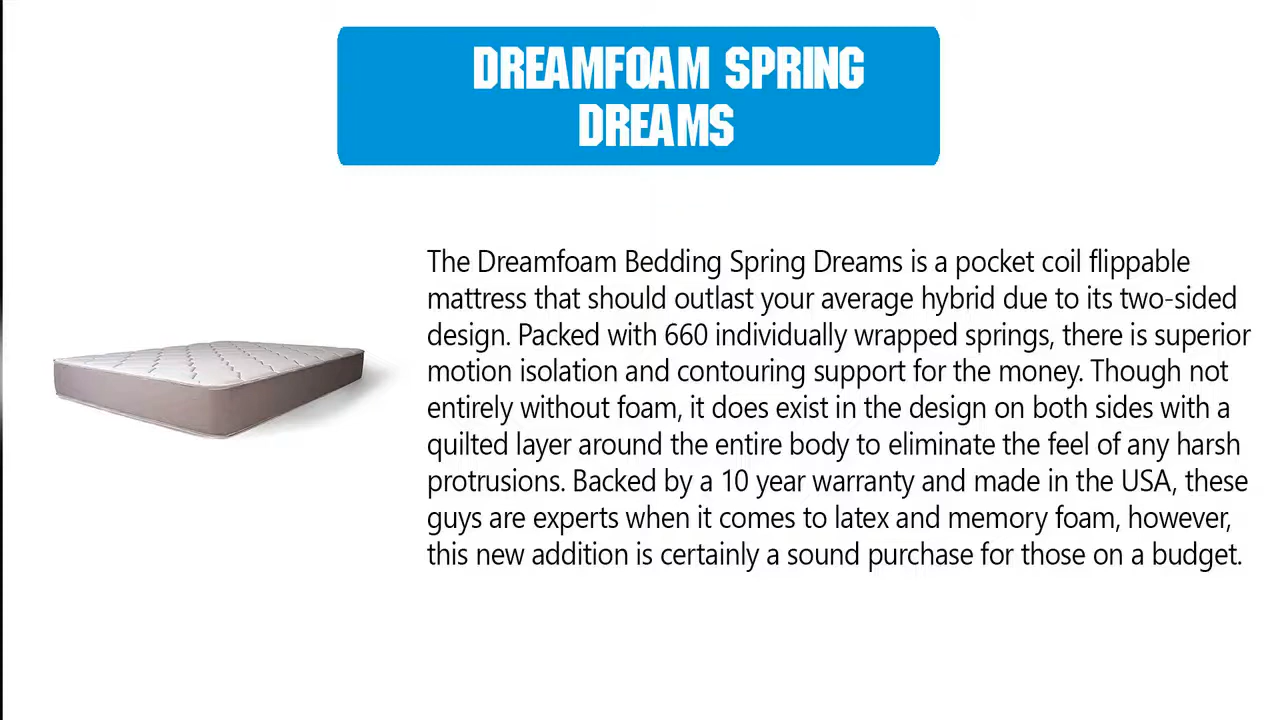 DREAMFOAM SPRING
DREAMS
The Dreamfoam Bedding Spring Dreams is a pocket coil flippable
mattress that should outlast your average hybrid due to its two-sided
design. Packed with 660 individually wrapped springs, there is superior
motion isolation and contouring support for the money. Though not
entirely without foam, it does exist in the design on both sides with a
quilted layer around the entire body to eliminate the feel of any harsh
protrusions. Backed by a 10 year warranty and made in the USA, these
guys are experts when it comes to latex and memory foam, however,
this new addition is certainly a sound purchase for those on a budget.